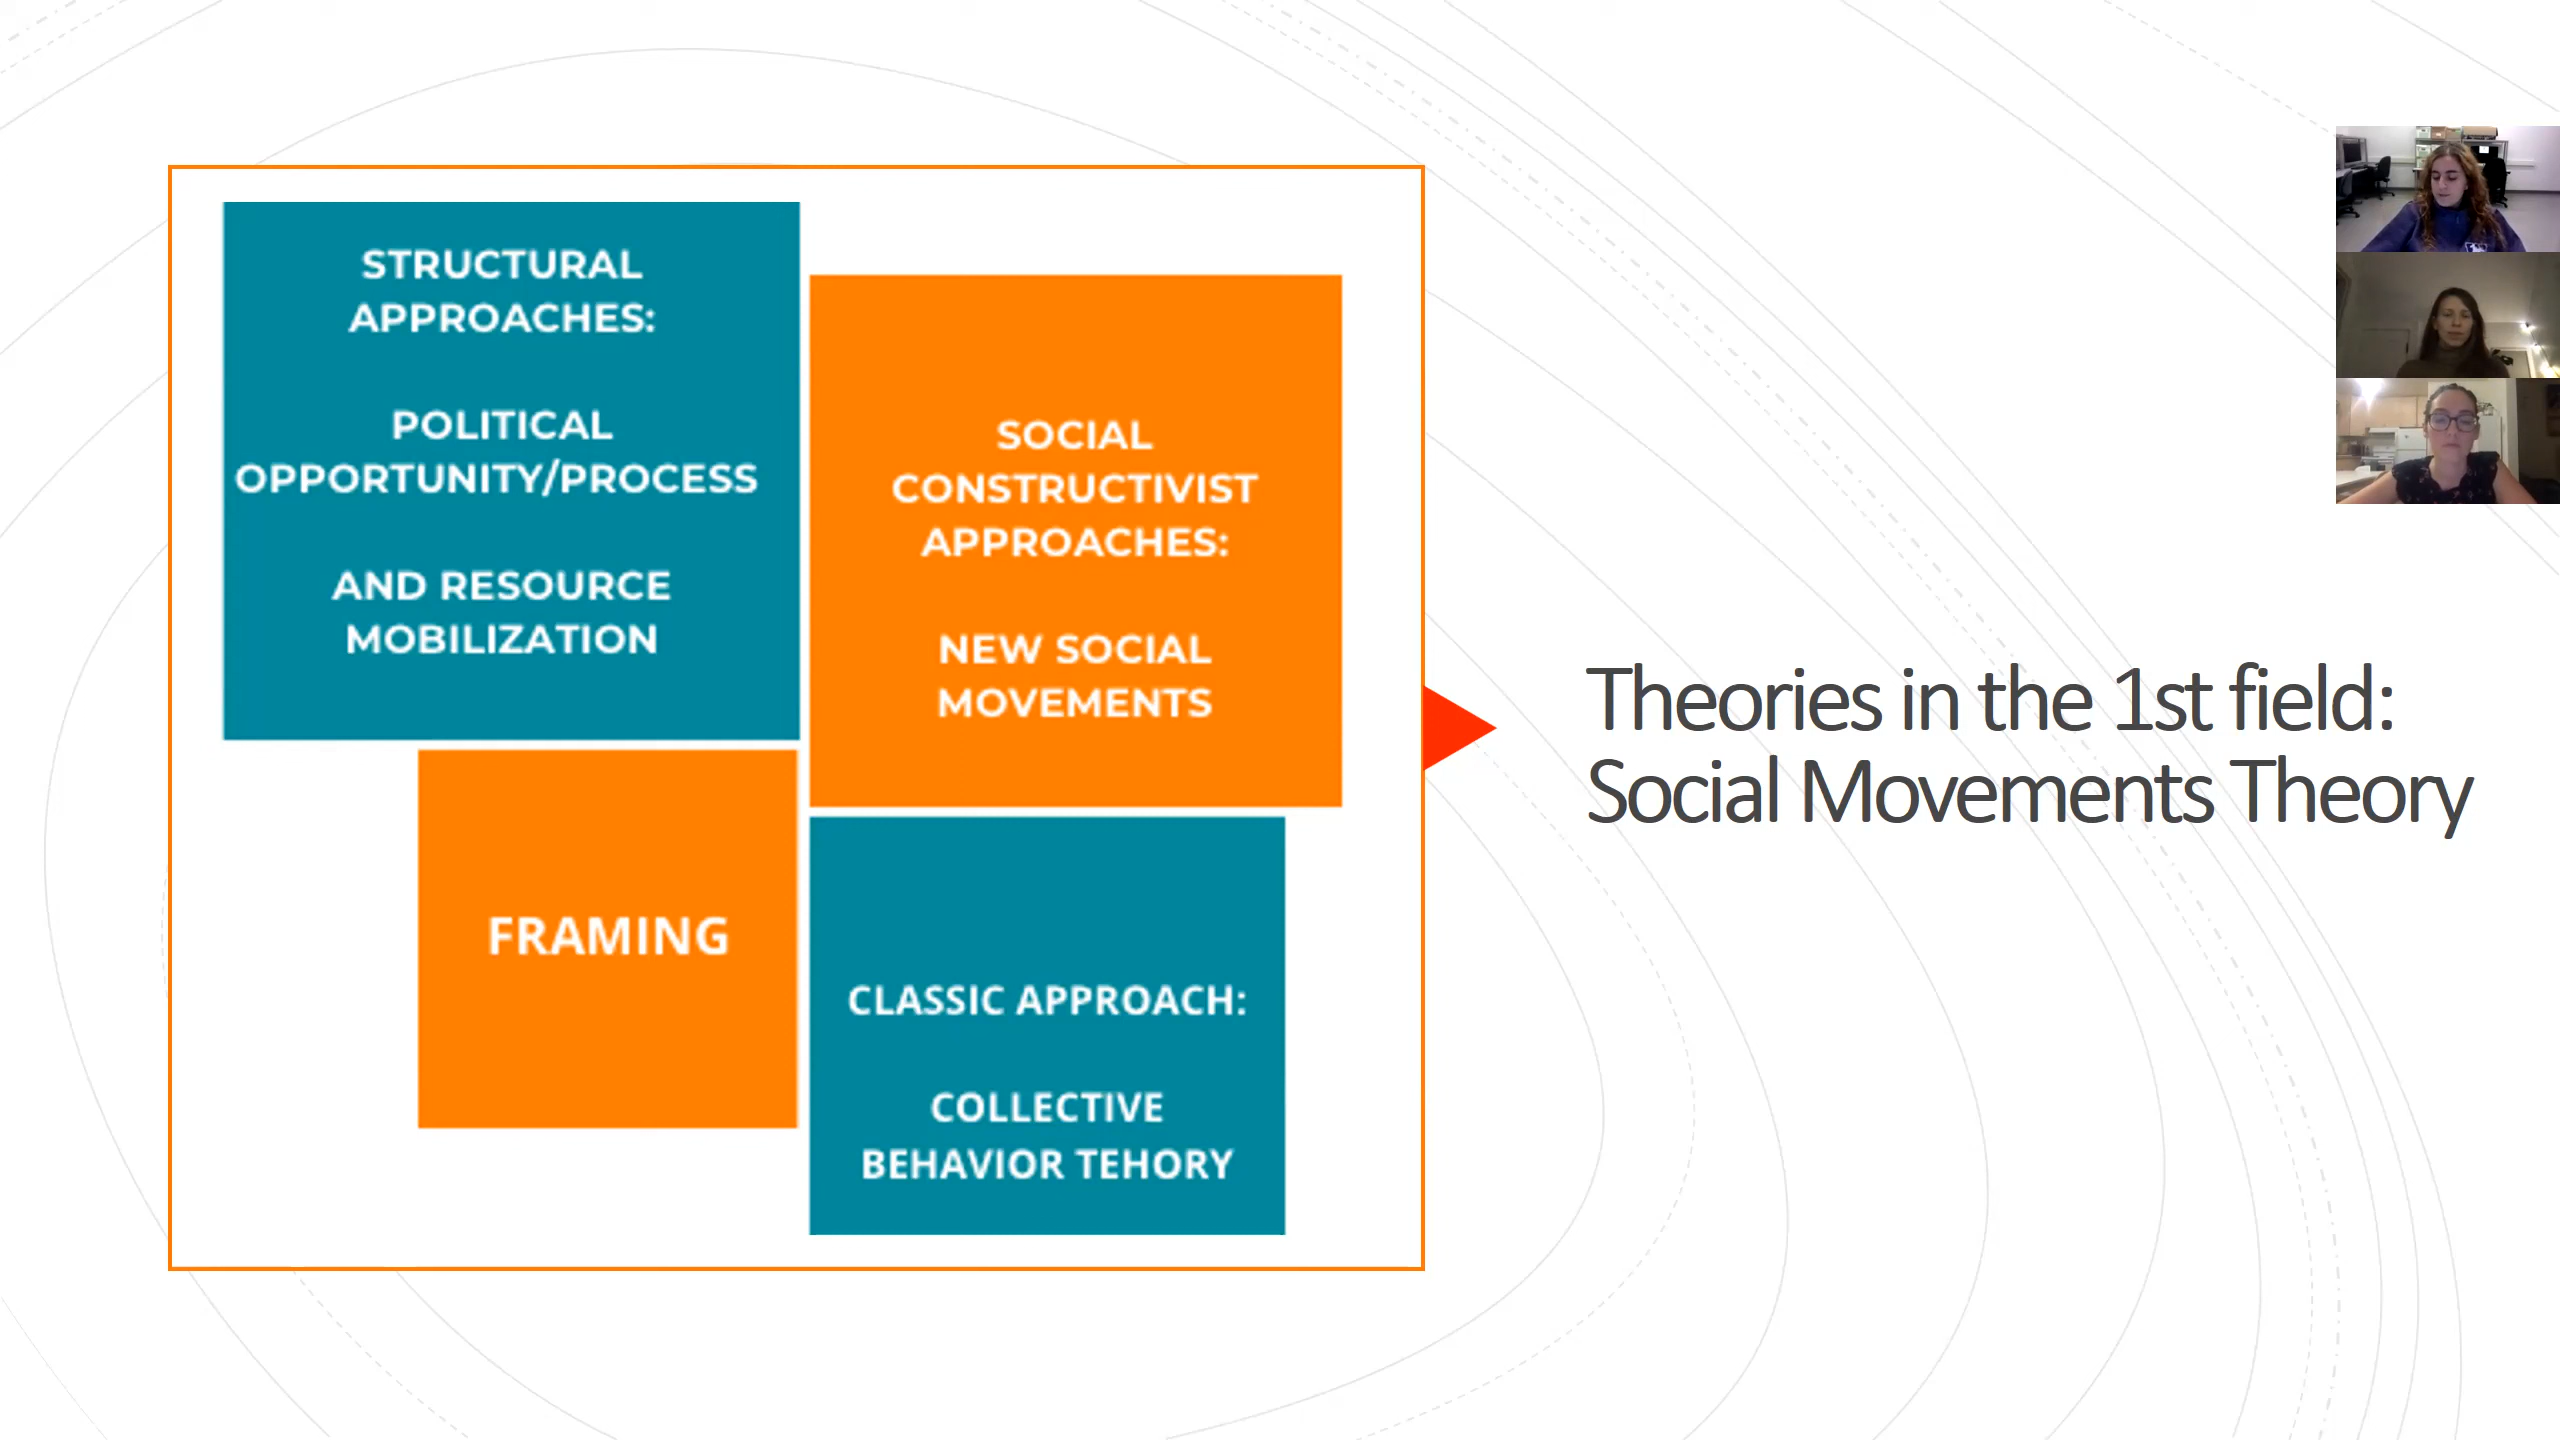 STRUCTURAL
APPROACHES:
POLITICAL
OPPORTUNITY/PROCESS
AND RESOURCE
MOBILIZATION
SOCIAL
CONSTRUCTIVIST
APPROACHES:
NEW SOCIAL
MOVEMENTS
FRAMING
CLASSIC APPROACH:
COLLECTIVE
BEHAVIOR TEHORY
Theories in the 1st field:
Social Movements Theory